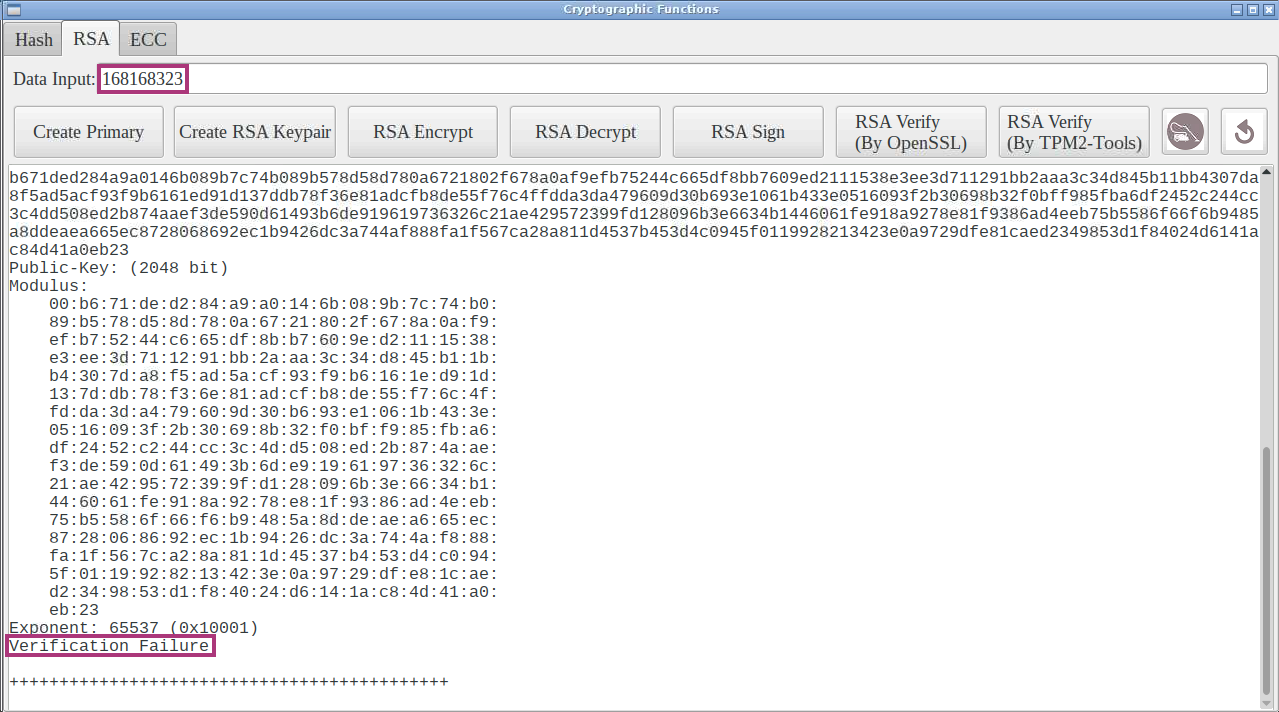 Cryptographic Functions
Hash RSA ECC
Data Input: 168168323
Create Primary Create RSA Keypair RSA Encrypt RSA Decrypt RSA Sign RSA Verify (By OpenSSL) RSA Verify (By TPM2-Tools)
b671ded284a9a0146b089b7c74b089b578d58d780a6721802f678a0af9efb75244c665df8bb7609ed2111538e3ee3d711291bb2aaa3c34d845b11bb4307da
8f5ad5acf93f9b6161ed91d137ddb78f36e81adcfb8de55f76c4ffdda3da479609d30b693e1061b433e0516093f2b30698b32f0bff985fba6df2452c244cc
3c4dd508ed2b874aaef3de590d61493b6de919619736326c21ae429572399fd128096b3e6634b1446061fe918a9278e81f9386ad4eeb75b5586f66f6b9485
a8ddeaea665ec8728068692ec1b9426dc3a744af888fa1f567ca28a811d4537b453d4c0945f0119928213423e0a9729dfe81caed2349853d1f84024d6141a
c84d41a0eb23
Public-Key: (2048 bit)
Modulus:
00:b6:71:de:d2:84:a9:a0:14:6b:08:9b:7c:74:b0:
89:b5:78:d5:8d:78:0a:67:21:80:2f:67:8a:0a:f9:
ef:b7:52:44:c6:65:df:8b:b7:60:9e:d2:11:15:38:
e3:ee:3d:71:12:91:bb:2a:aa:3c:34:d8:45:b1:1b:
b4:30:7d:a8:f5:ad:5a:cf:93:f9:b6:16:1e:d9:1d:
13:7d:db:78:f3:6e:81:ad:cf:b8:de:55:f7:6c:4f:
fd:da:3d:a4:79:60:9d:30:b6:93:e1:06:1b:43:3e:
05:16:09:3f:2b:30:69:8b:32:f0:bf:f9:85:fb:a6:
df:24:52:c2:44:cc:3c:4d:d5:08:ed:2b:87:4a:ae:
f3:de:59:0d:61:49:3b:6d:e9:19:61:97:36:32:6c:
21:ae:42:95:72:39:9f:d1:28:09:6b:3e:66:34:b1:
44:60:61:fe:91:8a:92:78:e8:1f:93:86:ad:4e:eb:
75:b5:58:6f:66:f6:b9:48:5a:8d:de:ae:a6:65:ec:
87:28:06:86:92:ec:1b:94:26:dc:3a:74:4a:f8:88:
fa:1f:56:7c:a2:8a:81:1d:45:37:b4:53:d4:c0:94:
5f:01:19:92:82:13:42:3e:0a:97:29:df:e8:1c:ae:
d2:34:98:53:d1:f8:40:24:d6:14:1a:c8:4d:41:a0:
eb:23
Exponent: 65537 (0x10001)
Verification Failure
++++++++++++++++++++++++++++++++++++++++++++